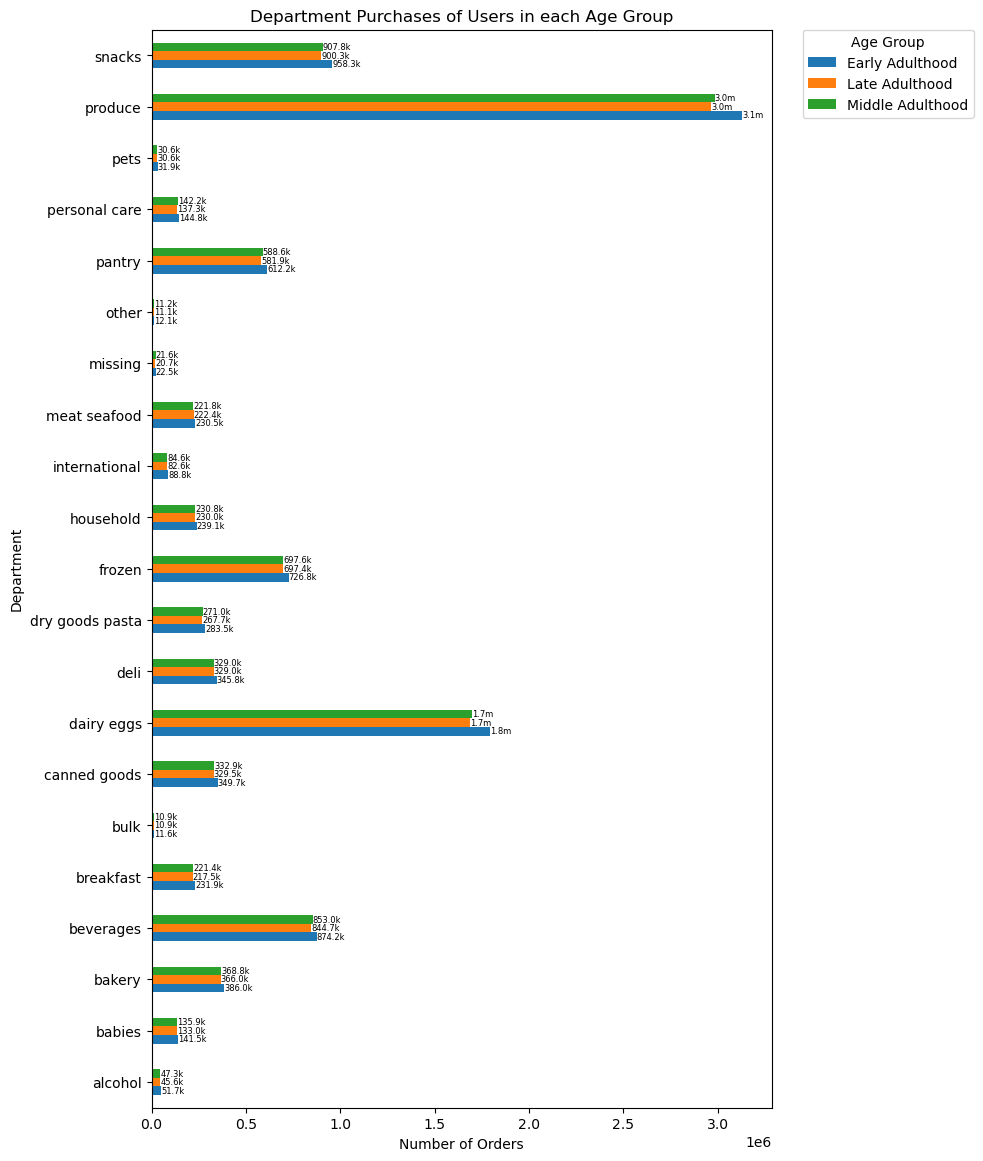 Department Purchases of Users in each Age Group
Age Group
Early Adulthood
Late Adulthood
Middle Adulthood
Department
snacks
907.8k
900.3k
958.3k
produce
3.0m
3.0m
3.1m
pets
30.6k
30.6k
31.9k
personal care
142.2k
137.3k
144.8k
pantry
588.6k
581.9k
612.2k
other
11.2k
11.1k
12.1k
missing
21.6k
20.7k
22.5k
meat seafood
221.8k
222.4k
230.5k
international
84.6k
82.6k
88.8k
household
230.8k
230.0k
239.1k
frozen
697.6k
697.4k
726.8k
dry goods pasta
271.0k
267.7k
283.5k
deli
329.0k
329.0k
345.8k
dairy eggs
1.7m
1.7m
1.8m
canned goods
332.9k
329.5k
349.7k
bulk
10.9k
10.9k
11.6k
breakfast
221.4k
217.5k
231.9k
beverages
853.0k
844.7k
874.2k
bakery
368.8k
366.0k
386.0k
babies
135.9k
133.0k
141.5k
alcohol
47.3k
45.6k
51.7k
0.0 0.5 1.0 1.5 2.0 2.5 3.0
1e6
Number of Orders